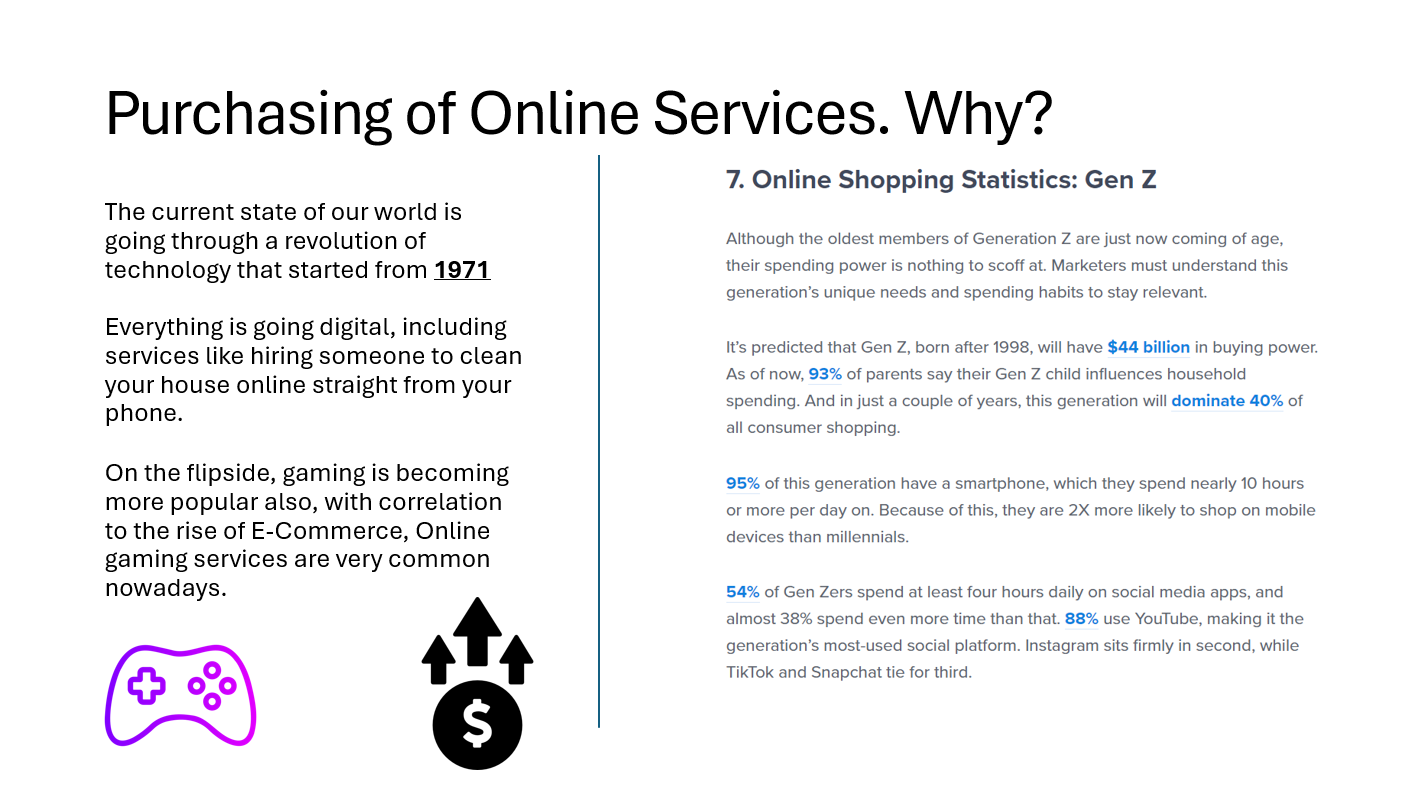 Purchasing of Online Services. Why?
The current state of our world is
going through a revolution of
technology that started from 1971
Everything is going digital, including
services like hiring someone to clean
your house online straight from your
phone.
On the flipside, gaming is becoming
more popular also, with correlation
to the rise of E-Commerce, Online
gaming services are very common
nowadays.
$
7. Online Shopping Statistics: Gen Z
Although the oldest members of Generation Z are just now coming of age,
their spending power is nothing to scoff at. Marketers must understand this
generation’s unique needs and spending habits to stay relevant.
It’s predicted that Gen Z, born after 1998, will have $44 billion in buying power.
As of now, 93% of parents say their Gen Z child influences household
spending. And in just a couple of years, this generation will dominate 40% of
all consumer shopping.
95% of this generation have a smartphone, which they spend nearly 10 hours
or more per day on. Because of this, they are 2X more likely to shop on mobile
devices than millennials.
54% of Gen Zers spend at least four hours daily on social media apps, and
almost 38% spend even more time than that. 88% use YouTube, making it the
generation’s most-used social platform. Instagram sits firmly in second, while
TikTok and Snapchat tie for third.